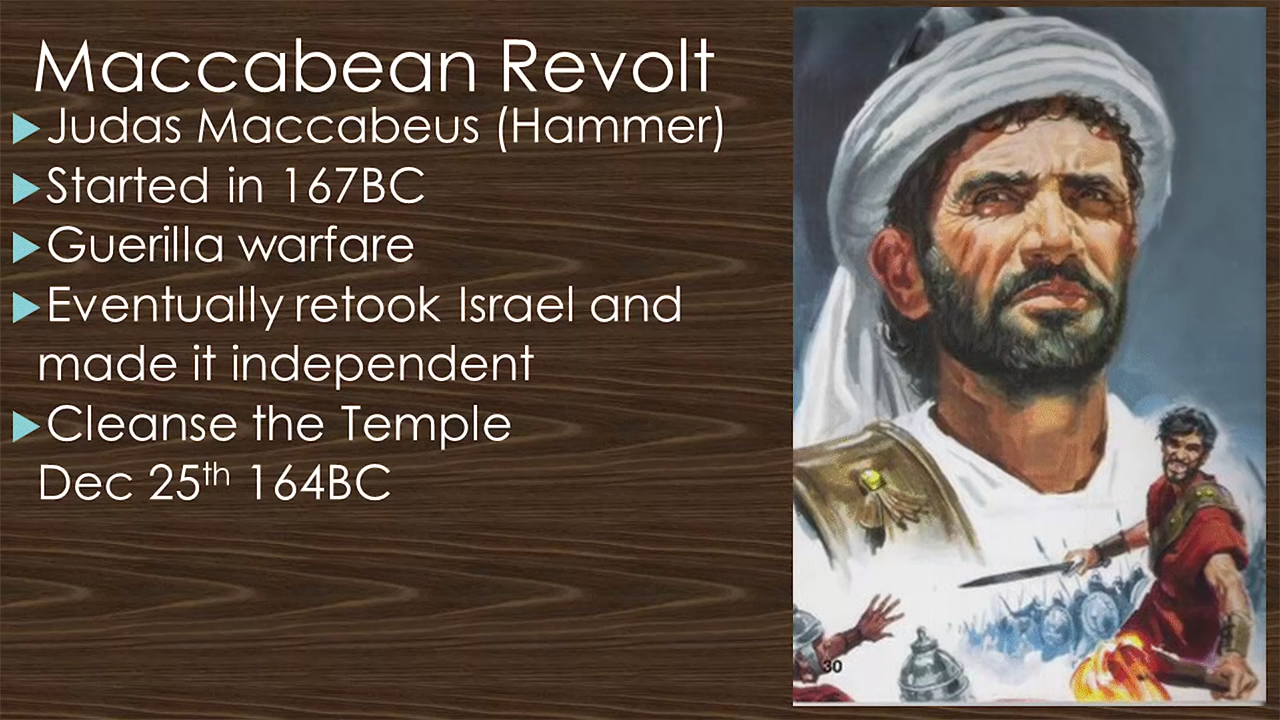 Maccabean Revolt
▶Judas Maccabeus (Hammer)
▶Started in 167BC
▶Guerilla warfare
▶Eventually retook Israel and
made it independent
▶Cleanse the Temple
Dec 25th 164BC
30